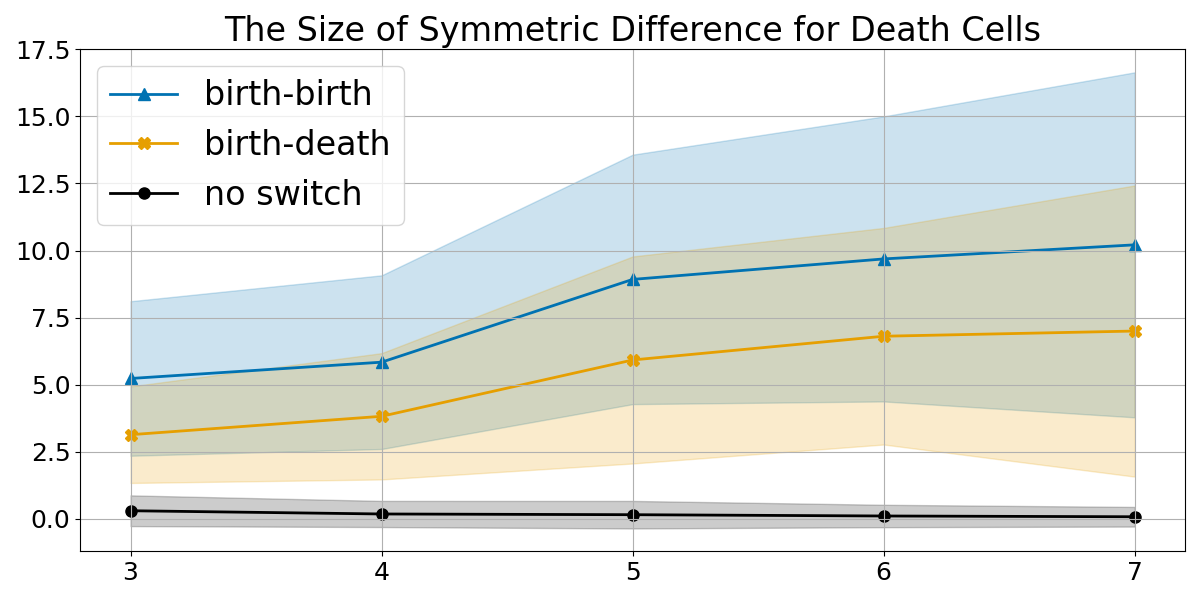 The Size of Symmetric Difference for Death Cells
17.5
15.0
12.5
10.0
7.5
5.0
2.5
0.0
birth-birth
birth-death
no switch
3 4 5 6 7